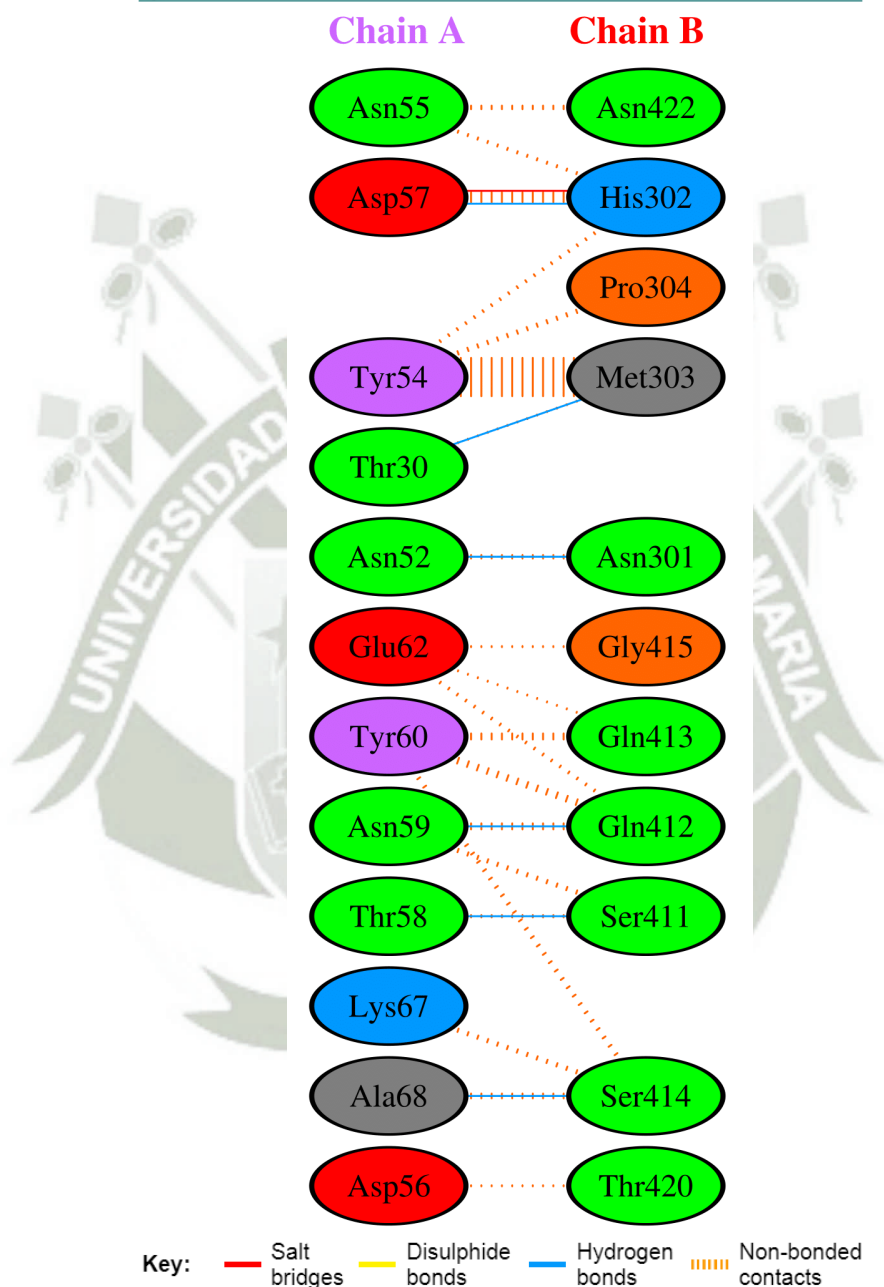 Chain A Chain B
Asn55 Asn422
Asp57 His302
Pro304
Tyr54 Met303
Thr30
Asn52 Asn301
Glu62 Gly415
Tyr60 Gln413
Asn59 Gln412
Thr58 Ser411
Lys67
Ala68 Ser414
Asp56 Thr420
UNIVERSIDAD
MARIA
Key: Salt bridges Disulphide bonds Hydrogen bonds Non-bonded contacts